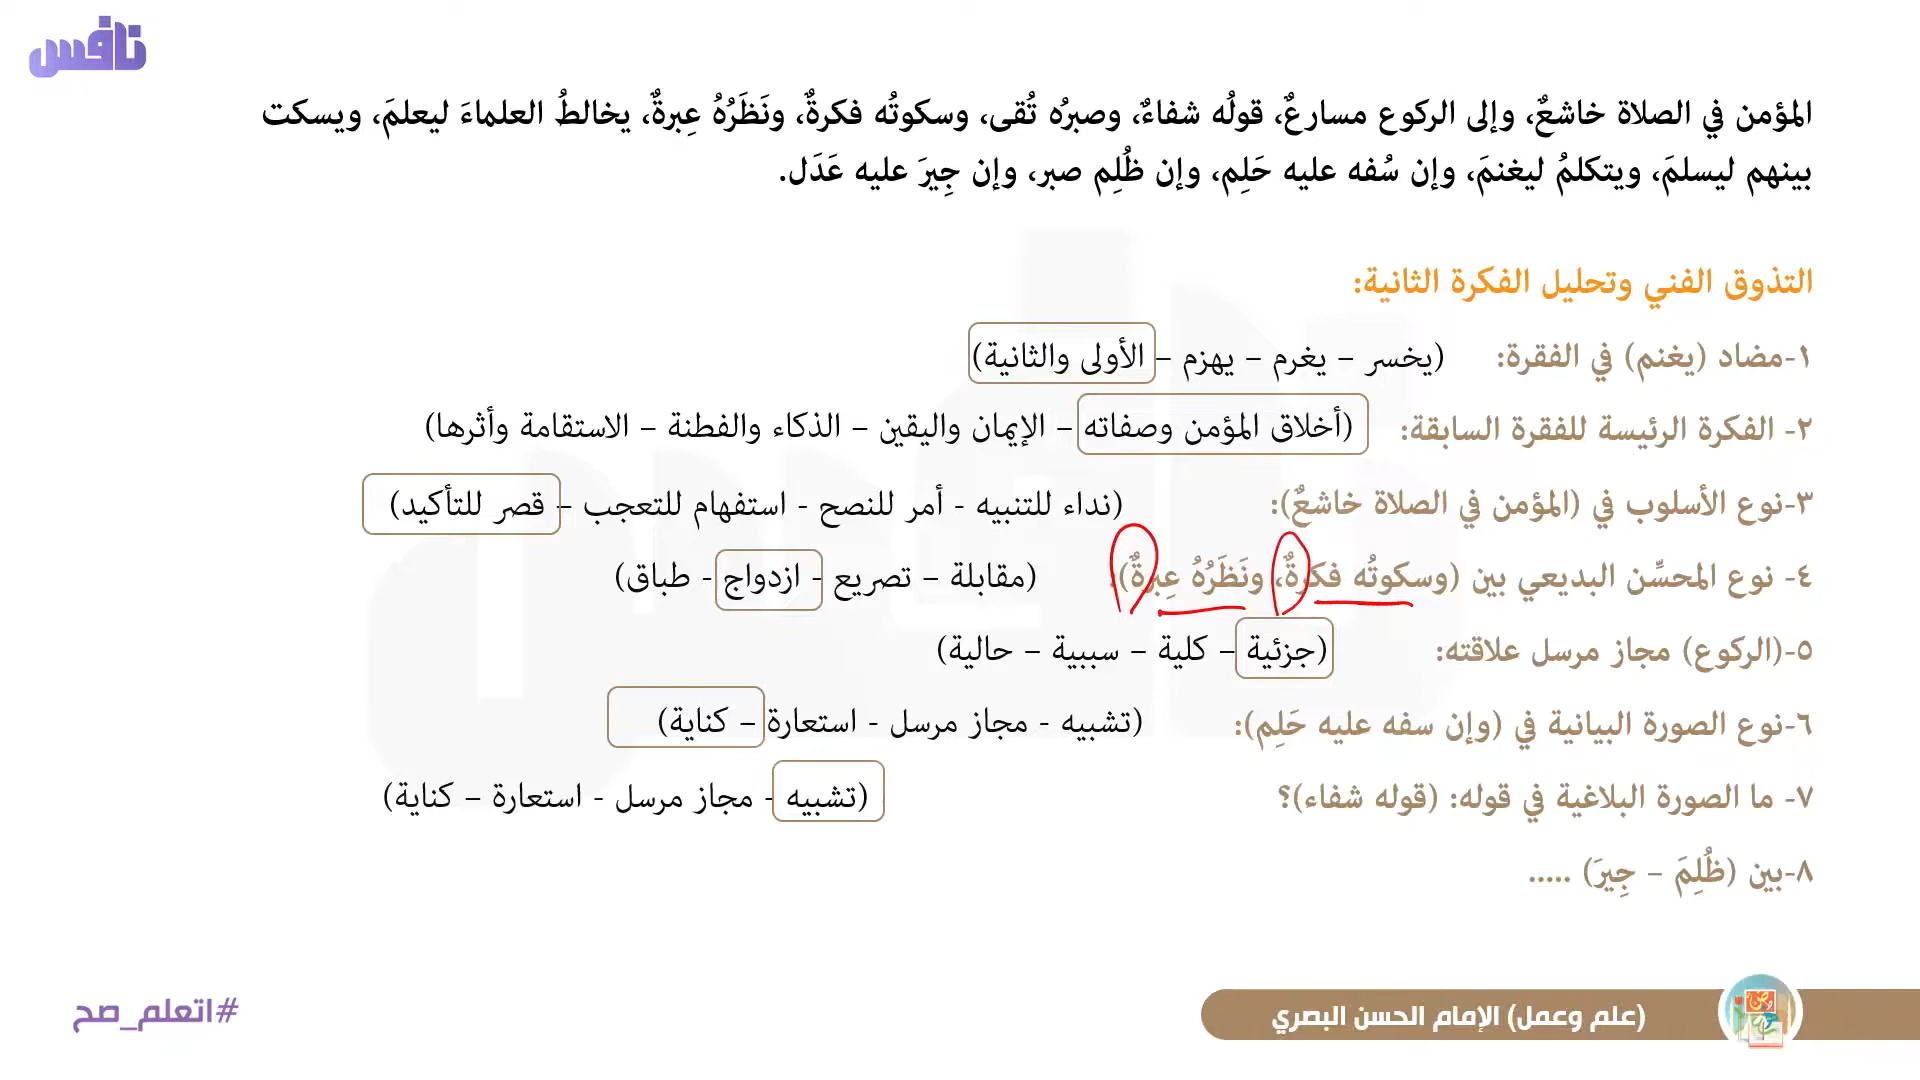 نافس
المؤمن في الصلاة خاشعٌ، وإلى الركوع مسارعٌ، قولُه شفاءٌ، وصبرُه تُقى، وسكوتُه فكرةٌ، ونَظَرُهُ عِبرةٌ، يخالطُ العلماءَ ليعلمَ، ويسكت
بينهم ليسلمَ، ويتكلمُ ليغنمَ، وإن سُفه عليه حَلِم، وإن ظُلِم صبر، وإن جِيرَ عليه عَدَل.
التذوق الفني وتحليل الفكرة الثانية:
١-مضاد (يغنم) في الفقرة: (يخسر – يغرم – يهزم – الأولى والثانية)
٢- الفكرة الرئيسة للفقرة السابقة: (أخلاق المؤمن وصفاته – الإيمان واليقين – الذكاء والفطنة – الاستقامة وأثرها)
٣-نوع الأسلوب في (المؤمن في الصلاة خاشعٌ): (نداء للتنبيه - أمر للنصح - استفهام للتعجب – قصر للتأكيد)
٤- نوع المحسِّن البديعي بين (وسكوتُه فكرةٌ، ونَظَرُهُ عِبرةٌ): (مقابلة – تصريع - ازدواج - طباق)
٥-(الركوع) مجاز مرسل علاقته: (جزئية – كلية – سببية – حالية)
٦-نوع الصورة البيانية في (وإن سفه عليه حَلِم): (تشبيه - مجاز مرسل - استعارة – كناية)
٧- ما الصورة البلاغية في قوله: (قوله شفاء)؟ (تشبيه - مجاز مرسل - استعارة – كناية)
٨-بين (ظُلِمَ – جِيرَ) .....
(علم وعمل) الإمام الحسن البصري
#اتعلم_صح